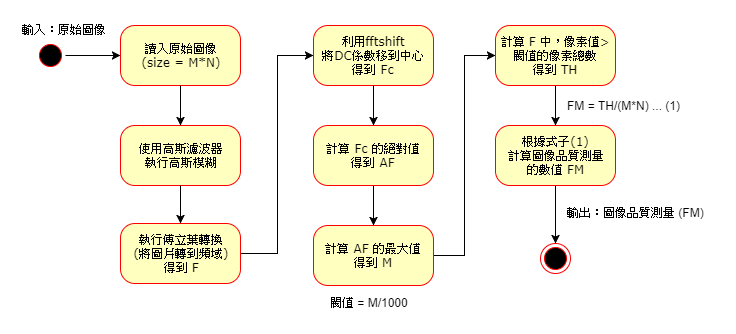 輸入：原始圖像
讀入原始圖像
(size = M*N)
使用高斯濾波器
執行高斯模糊
執行傅立葉轉換
(將圖片轉到頻域)
得到 F
利用fftshift
將DC係數移到中心
得到 Fc
計算 Fc 的絕對值
得到 AF
計算 AF 的最大值
得到 M
閾值 = M/1000
計算 F 中，像素值>
閾值的像素總數
得到 TH
FM = TH/(M*N) ... (1)
根據式子(1)
計算圖像品質測量
的數值 FM
輸出：圖像品質測量 (FM)